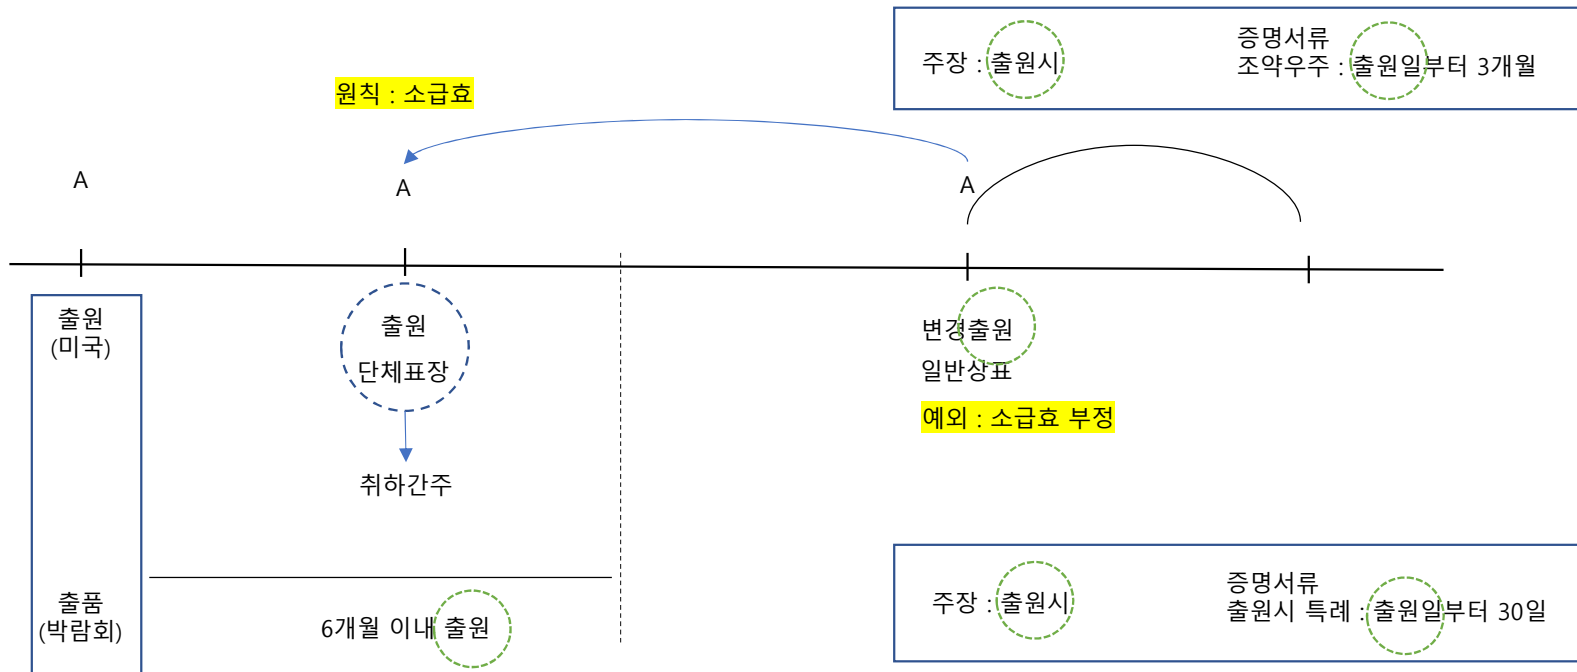 주장 : 출원시
증명서류
조약우주 : 출원일부터 3개월
원칙 : 소급효
A
A
A
출원
(미국)
출원
단체표장
변경출원
일반상표
예외 : 소급효 부정
취하간주
출품
(박람회)
6개월 이내 출원
주장 : 출원시
증명서류
출원시 특례 : 출원일부터 30일